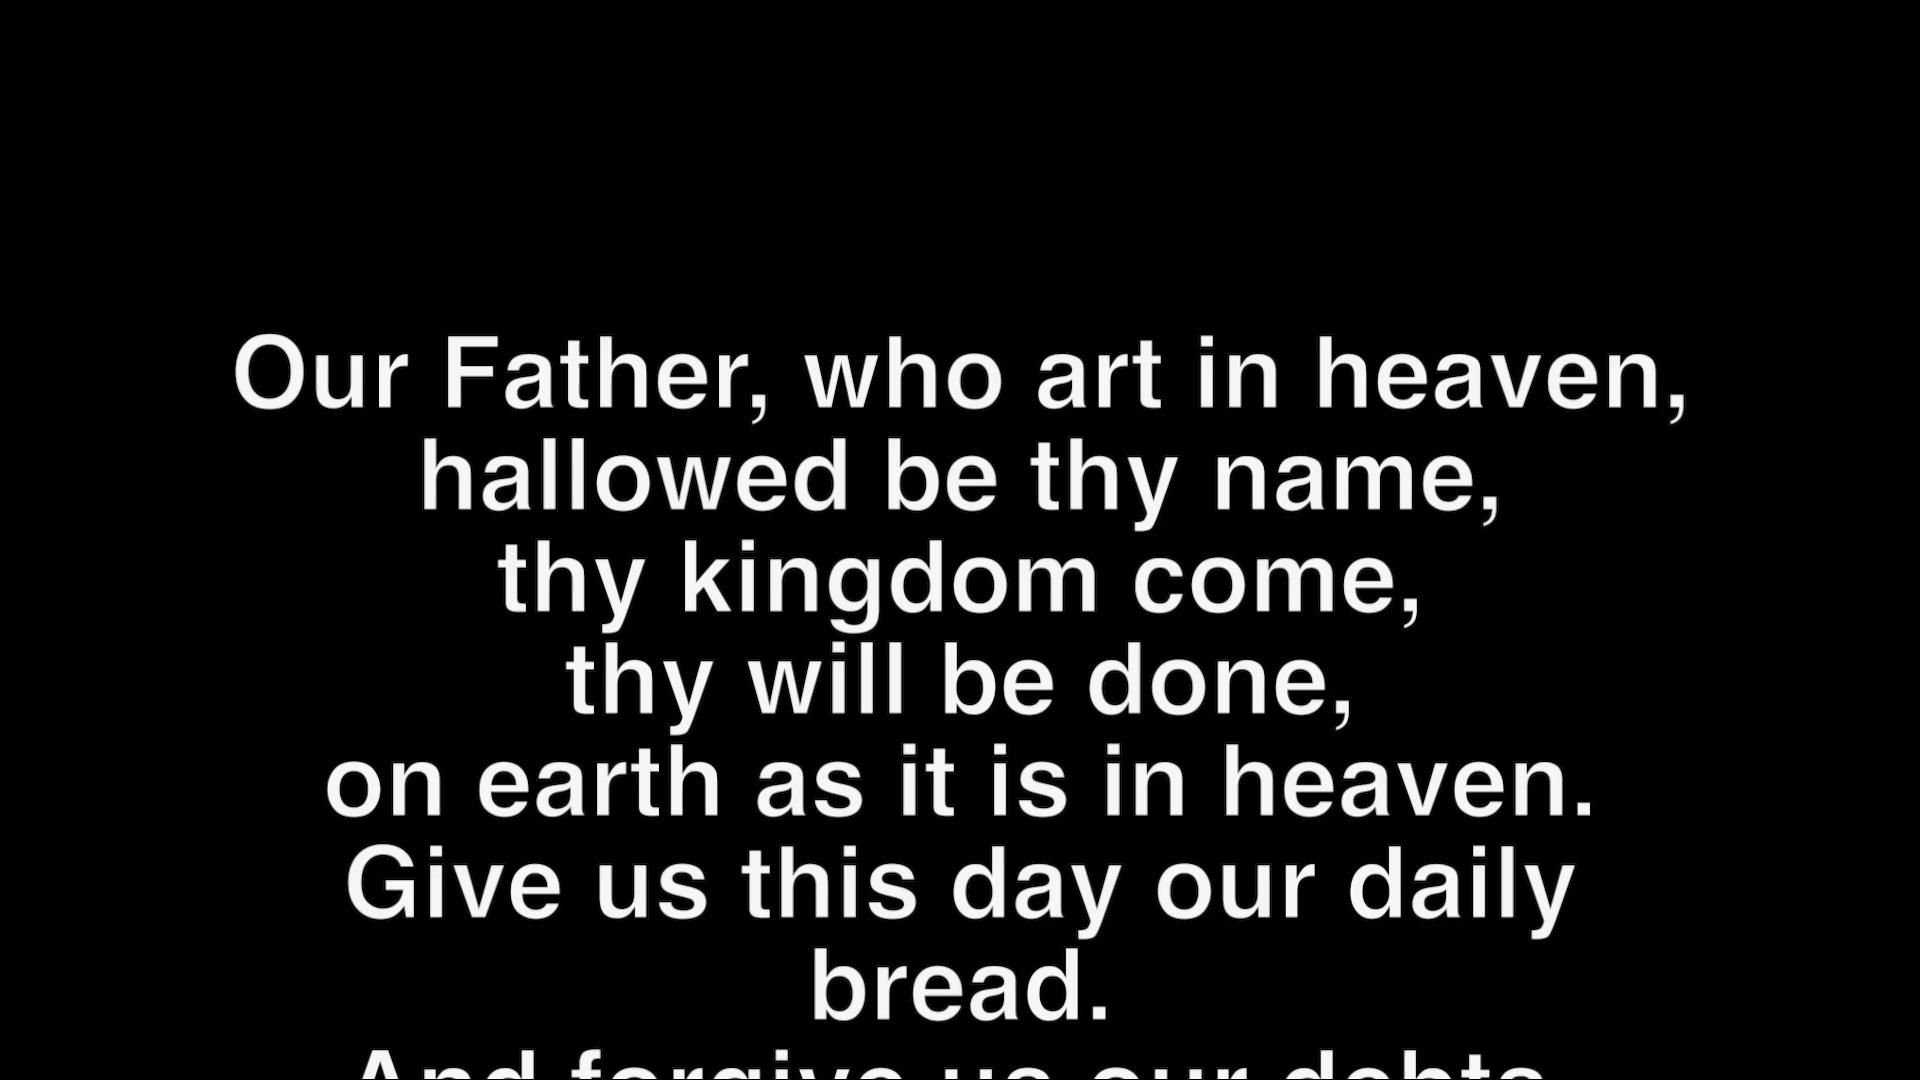 Our Father, who art in heaven,
hallowed be thy name,
thy kingdom come,
thy will be done,
on earth as it is in heaven.
Give us this day our daily
bread.
And forgive us our debts